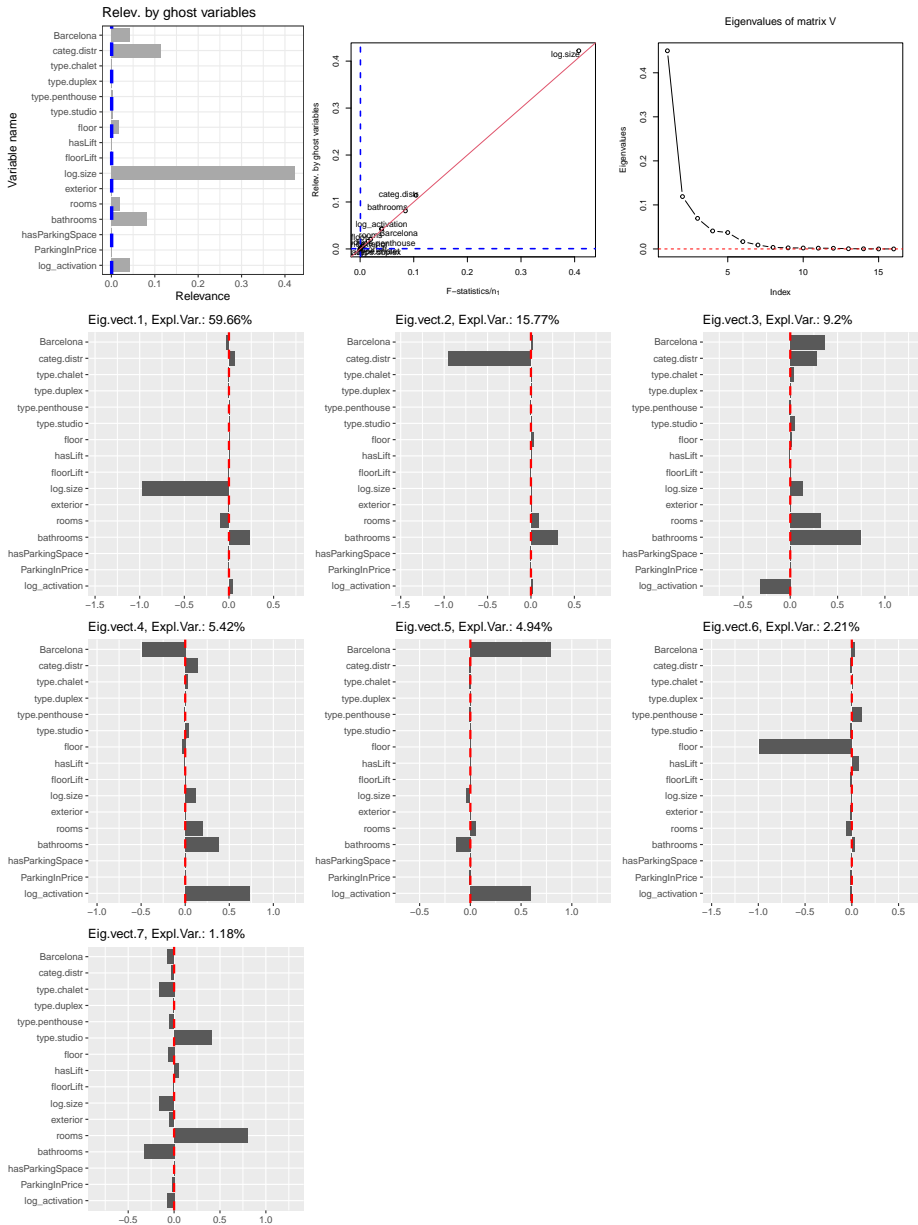 Relev. by ghost variables
Variable name
Barcelona
categ.distr
type.chalet
type.duplex
type.penthouse
type.studio
floor
hasLift
floorLift
log.size
exterior
rooms
bathrooms
hasParkingSpace
ParkingInPrice
log_activation
0.0 0.1 0.2 0.3 0.4
Relevance
Relev. by ghost variables
0.0 0.1 0.2 0.3 0.4
log.size
categ.distr
bathrooms
log_activation
Barcelona
rooms
0.0 0.1 0.2 0.3 0.4
F−statistics/n1
Eigenvalues of matrix V
Eigenvalues
0.0 0.1 0.2 0.3 0.4
5 10 15
Index
Eig.vect.1, Expl.Var.: 59.66%
Barcelona
categ.distr
type.chalet
type.duplex
type.penthouse
type.studio
floor
hasLift
floorLift
log.size
exterior
rooms
bathrooms
hasParkingSpace
ParkingInPrice
log_activation
−1.5 −1.0 −0.5 0.0 0.5
Eig.vect.2, Expl.Var.: 15.77%
Barcelona
categ.distr
type.chalet
type.duplex
type.penthouse
type.studio
floor
hasLift
floorLift
log.size
exterior
rooms
bathrooms
hasParkingSpace
ParkingInPrice
log_activation
−1.5 −1.0 −0.5 0.0 0.5
Eig.vect.3, Expl.Var.: 9.2%
Barcelona
categ.distr
type.chalet
type.duplex
type.penthouse
type.studio
floor
hasLift
floorLift
log.size
exterior
rooms
bathrooms
hasParkingSpace
ParkingInPrice
log_activation
−0.5 0.0 0.5 1.0
Eig.vect.4, Expl.Var.: 5.42%
Barcelona
categ.distr
type.chalet
type.duplex
type.penthouse
type.studio
floor
hasLift
floorLift
log.size
exterior
rooms
bathrooms
hasParkingSpace
ParkingInPrice
log_activation
−1.0 −0.5 0.0 0.5 1.0
Eig.vect.5, Expl.Var.: 4.94%
Barcelona
categ.distr
type.chalet
type.duplex
type.penthouse
type.studio
floor
hasLift
floorLift
log.size
exterior
rooms
bathrooms
hasParkingSpace
ParkingInPrice
log_activation
−0.5 0.0 0.5 1.0
Eig.vect.6, Expl.Var.: 2.21%
Barcelona
categ.distr
type.chalet
type.duplex
type.penthouse
type.studio
floor
hasLift
floorLift
log.size
exterior
rooms
bathrooms
hasParkingSpace
ParkingInPrice
log_activation
−1.5 −1.0 −0.5 0.0 0.5
Eig.vect.7, Expl.Var.: 1.18%
Barcelona
categ.distr
type.chalet
type.duplex
type.penthouse
type.studio
floor
hasLift
floorLift
log.size
exterior
rooms
bathrooms
hasParkingSpace
ParkingInPrice
log_activation
−0.5 0.0 0.5 1.0